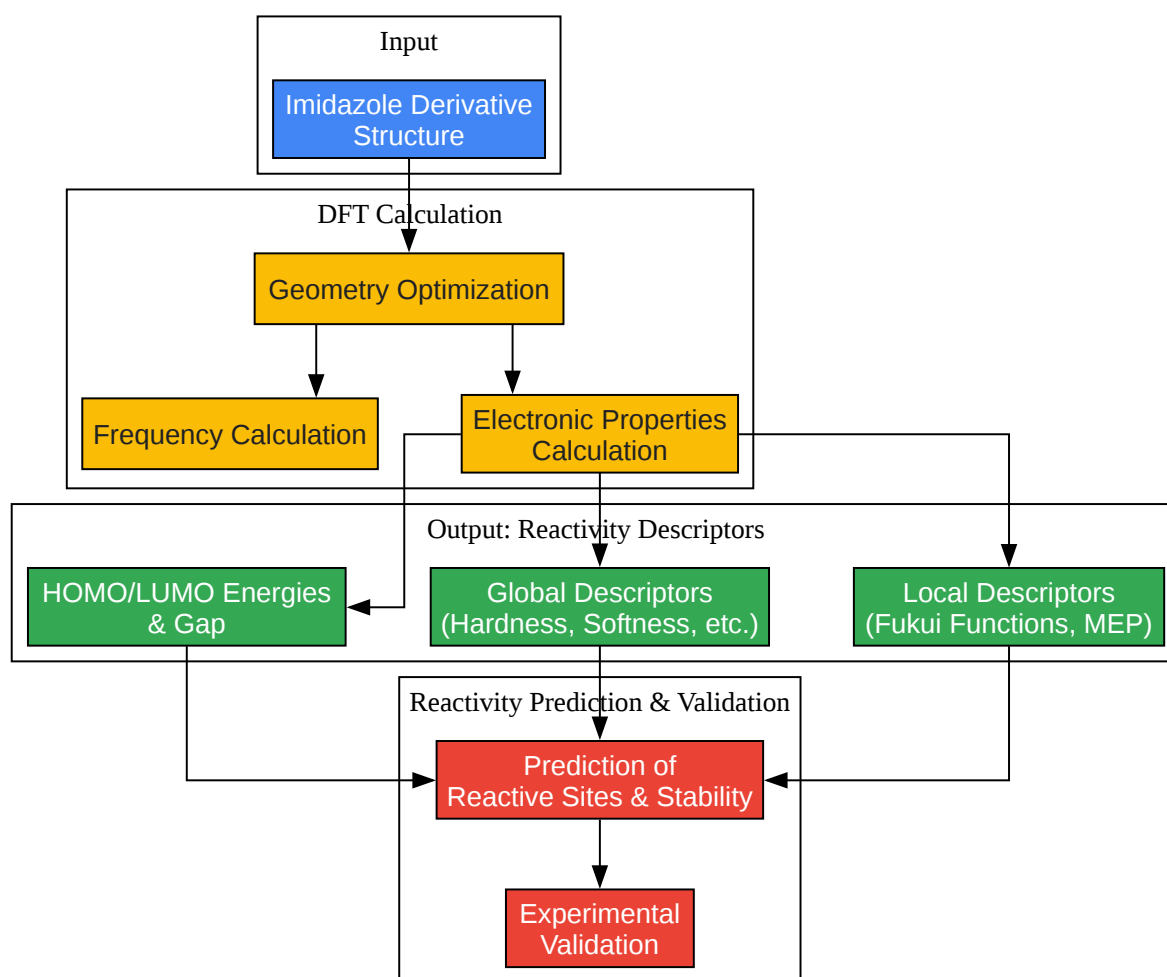 Input
Imidazole Derivative
Structure
DFT Calculation
Geometry Optimization
Frequency Calculation
Electronic Properties
Calculation
Output: Reactivity Descriptors
HOMO/LUMO Energies
& Gap
Global Descriptors
(Hardness, Softness, etc.)
Local Descriptors
(Fukui Functions, MEP)
Reactivity Prediction & Validation
Prediction of
Reactive Sites & Stability
Experimental
Validation